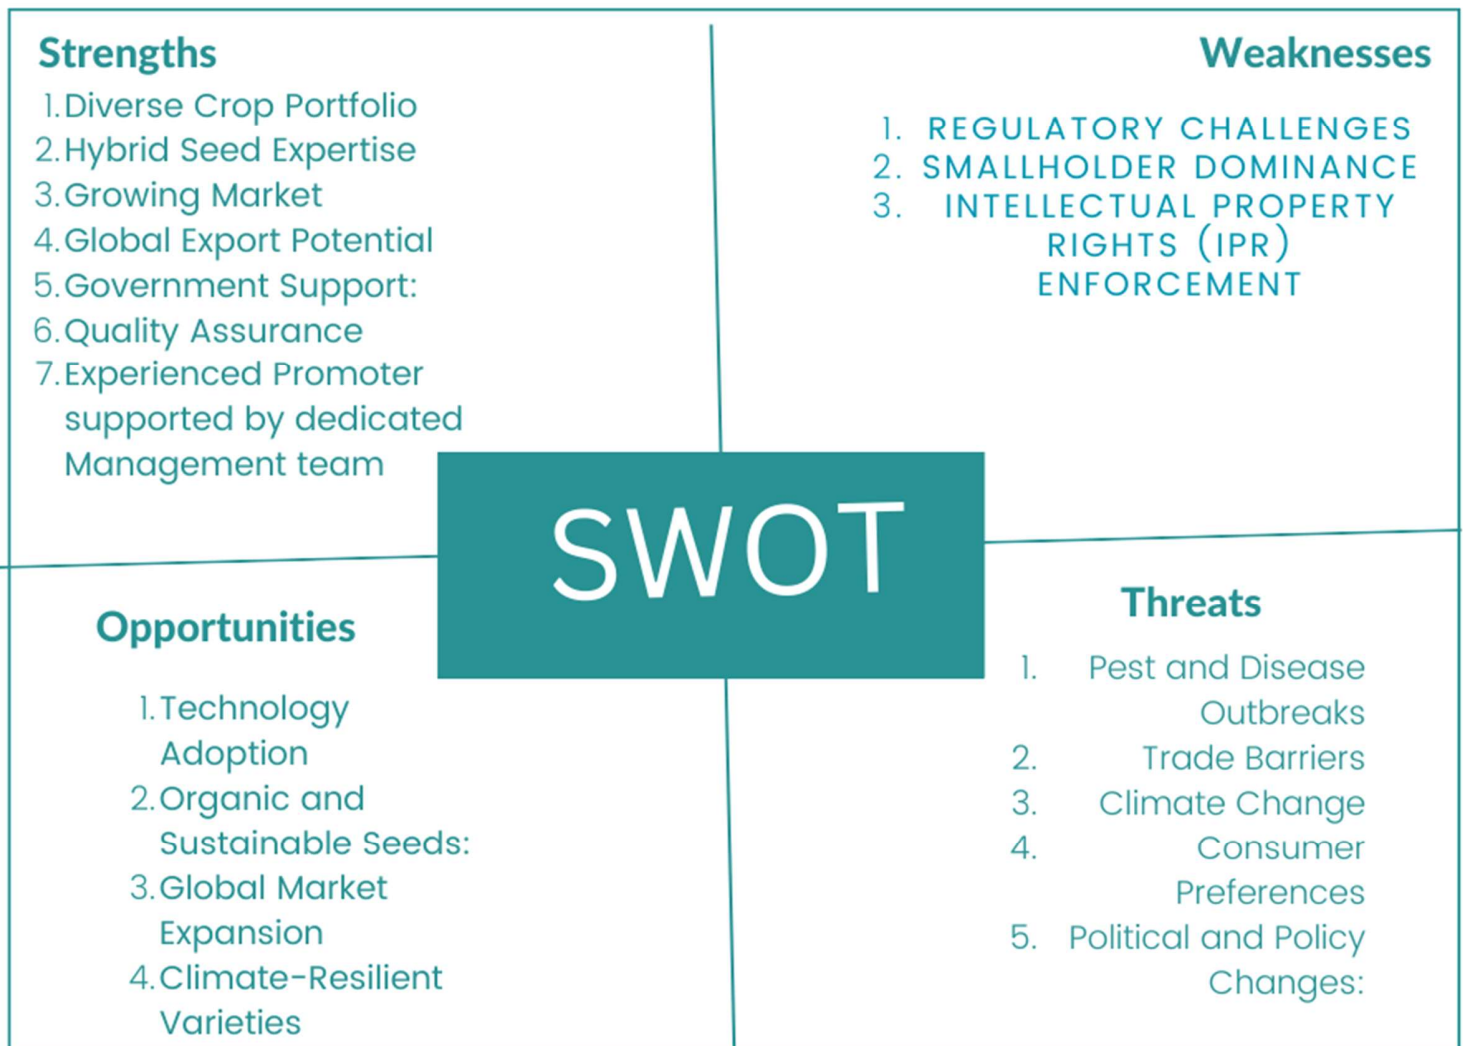 Strengths
1. Diverse Crop Portfolio
2. Hybrid Seed Expertise
3. Growing Market
4. Global Export Potential
5. Government Support:
6. Quality Assurance
7. Experienced Promoter
supported by dedicated
Management team
Weaknesses
1. REGULATORY CHALLENGES
2. SMALLHOLDER DOMINANCE
3. INTELLECTUAL PROPERTY
RIGHTS (IPR)
ENFORCEMENT
SWOT
Opportunities
1. Technology
Adoption
2. Organic and
Sustainable Seeds:
3. Global Market
Expansion
4. Climate-Resilient
Varieties
Threats
1. Pest and Disease
Outbreaks
2. Trade Barriers
3. Climate Change
4. Consumer
Preferences
5. Political and Policy
Changes: